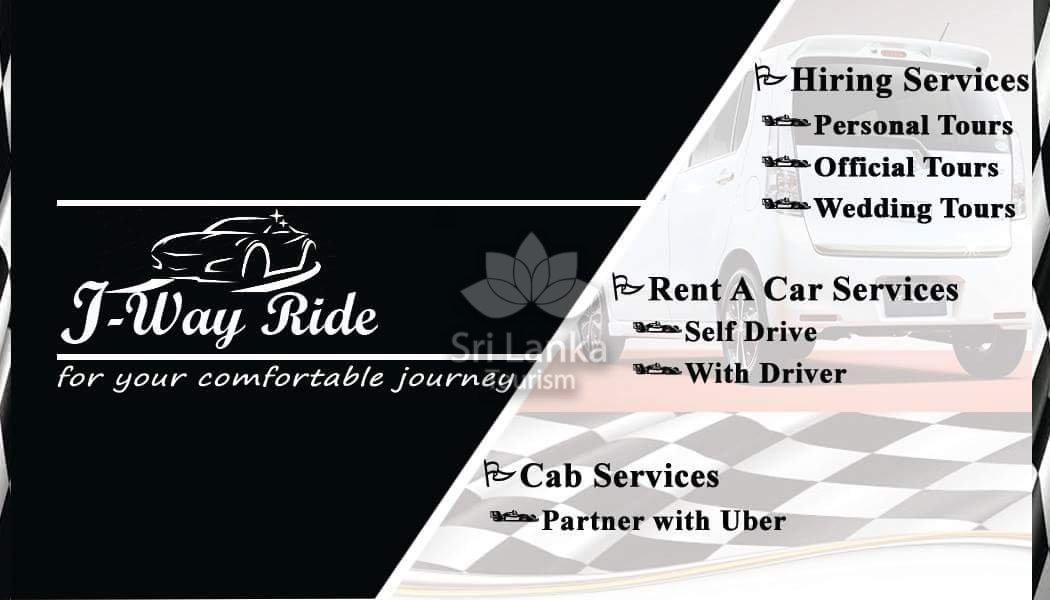 J-Way Ride
for your comfortable journey
Hiring Services
Personal Tours
Official Tours
Wedding Tours
Rent A Car Services
Self Drive
With Driver
Cab Services
Partner with Uber
Sri Lanka
Tourism